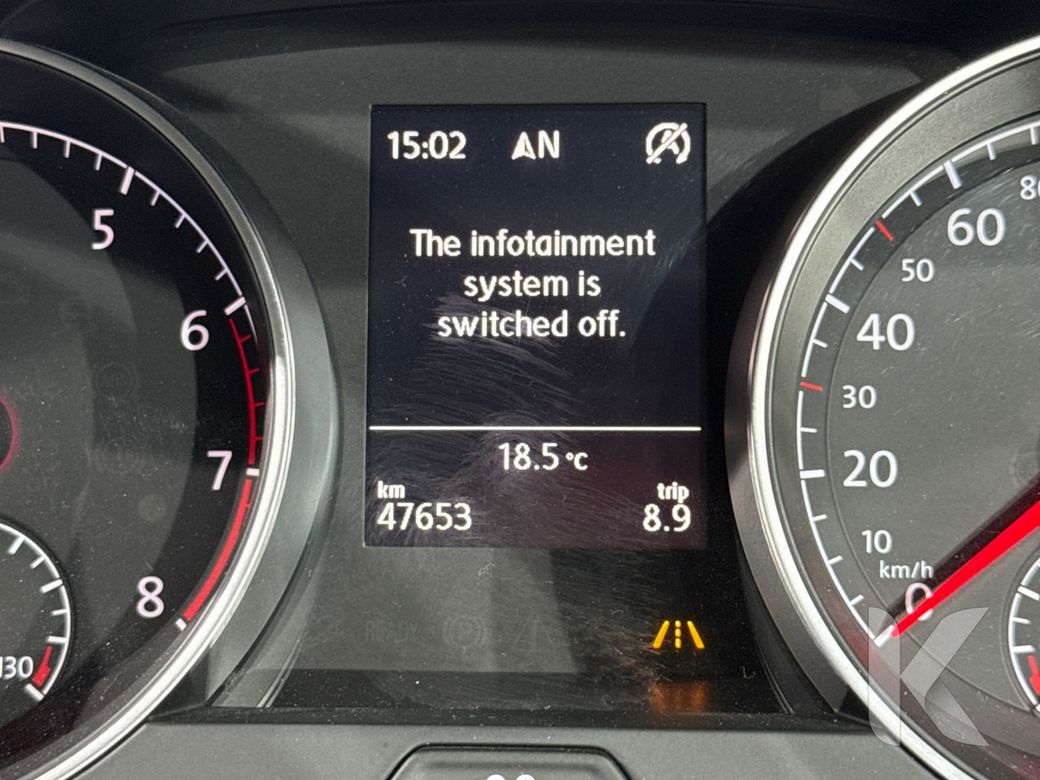 15:02 N
The infotainment
system is
switched off.
18.5 °C
km trip
47653 8.9
5
6
7
8
130
80
60
50
40
30
20
10
km/h
0
K